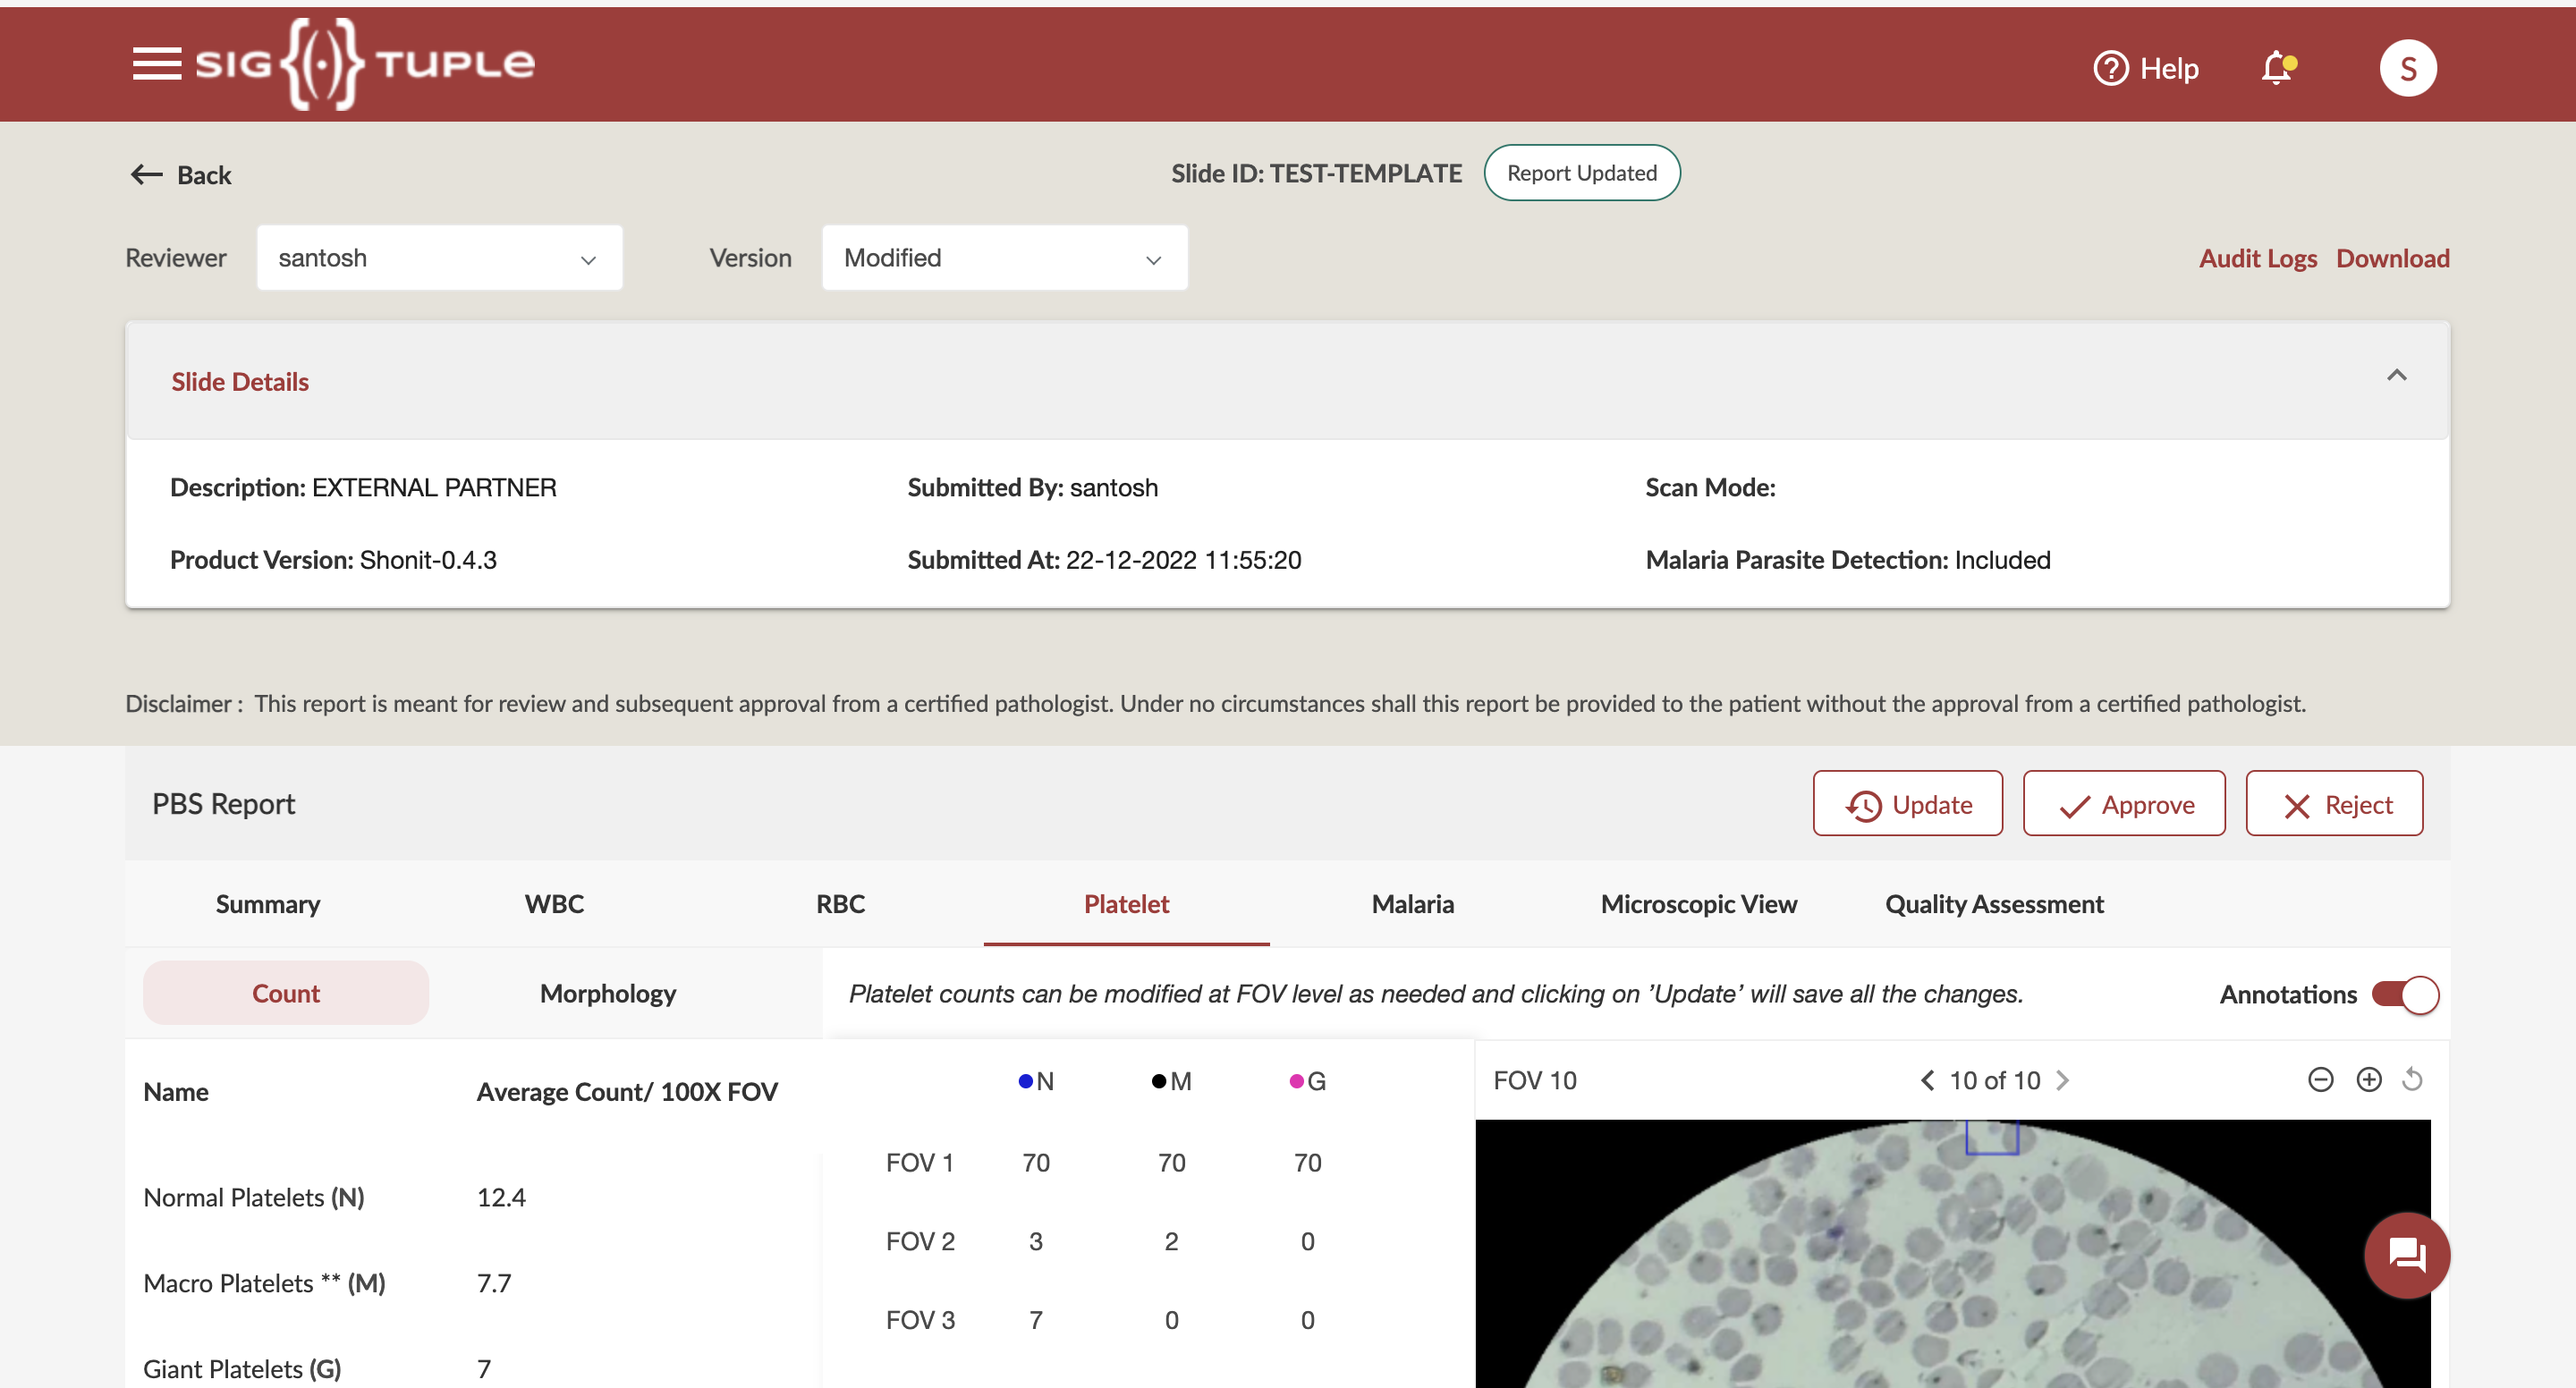 SIG{(·)}TUPLE
Help
S
Back
Slide ID: TEST-TEMPLATE
Report Updated
Reviewer
santosh
Version
Modified
Audit Logs
Download
Slide Details
Description: EXTERNAL PARTNER
Submitted By: santosh
Scan Mode:
Product Version: Shonit-0.4.3
Submitted At: 22-12-2022 11:55:20
Malaria Parasite Detection: Included
Disclaimer : This report is meant for review and subsequent approval from a certified pathologist. Under no circumstances shall this report be provided to the patient without the approval from a certified pathologist.
PBS Report
Update
Approve
Reject
Summary
WBC
RBC
Platelet
Malaria
Microscopic View
Quality Assessment
Count
Morphology
Platelet counts can be modified at FOV level as needed and clicking on 'Update' will save all the changes.
Annotations
Name
Average Count/ 100X FOV
Normal Platelets (N)
12.4
Macro Platelets ** (M)
7.7
Giant Platelets (G)
7
N
M
G
FOV 1
70
70
70
FOV 2
3
2
0
FOV 3
7
0
0
FOV 10
10 of 10